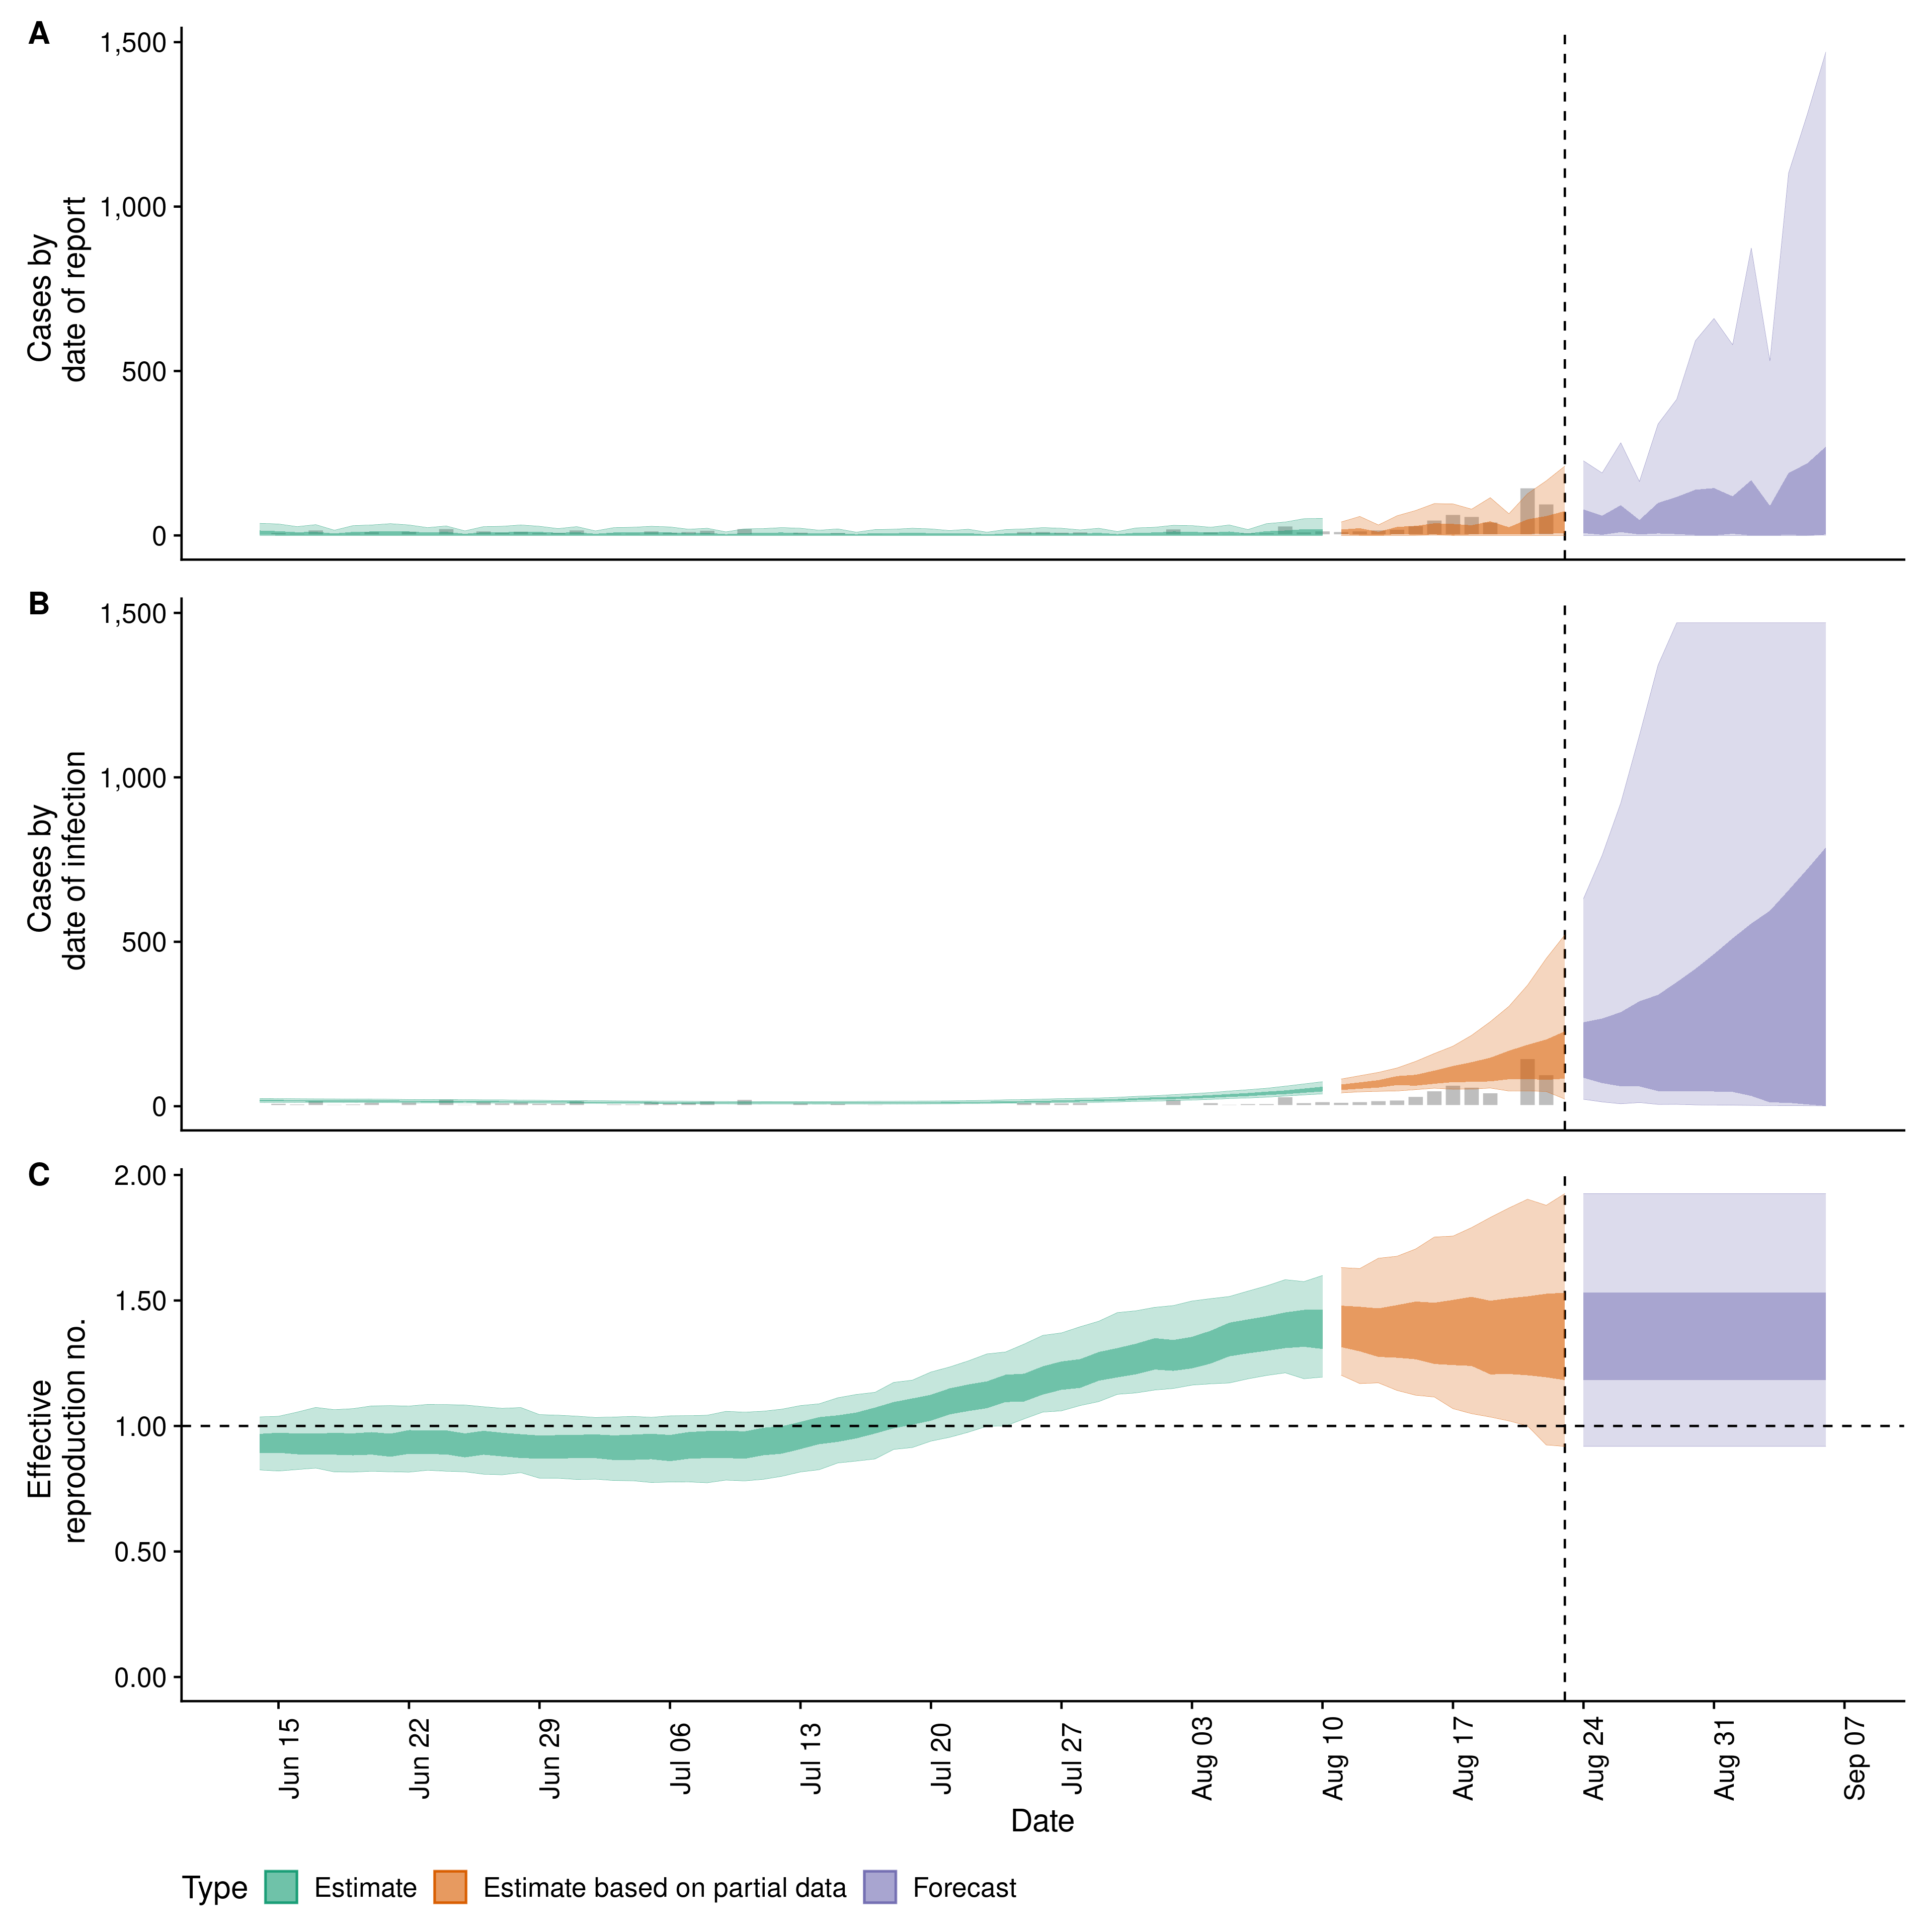 A
1,500
1,000
500
0
Cases by
date of report
B
1,500
1,000
500
0
Cases by
date of infection
C
2.00
1.50
1.00
0.50
0.00
Effective
reproduction no.
Jun 15
Jun 22
Jun 29
Jul 06
Jul 13
Jul 20
Jul 27
Aug 03
Aug 10
Aug 17
Aug 24
Aug 31
Sep 07
Date
Type Estimate Estimate based on partial data Forecast